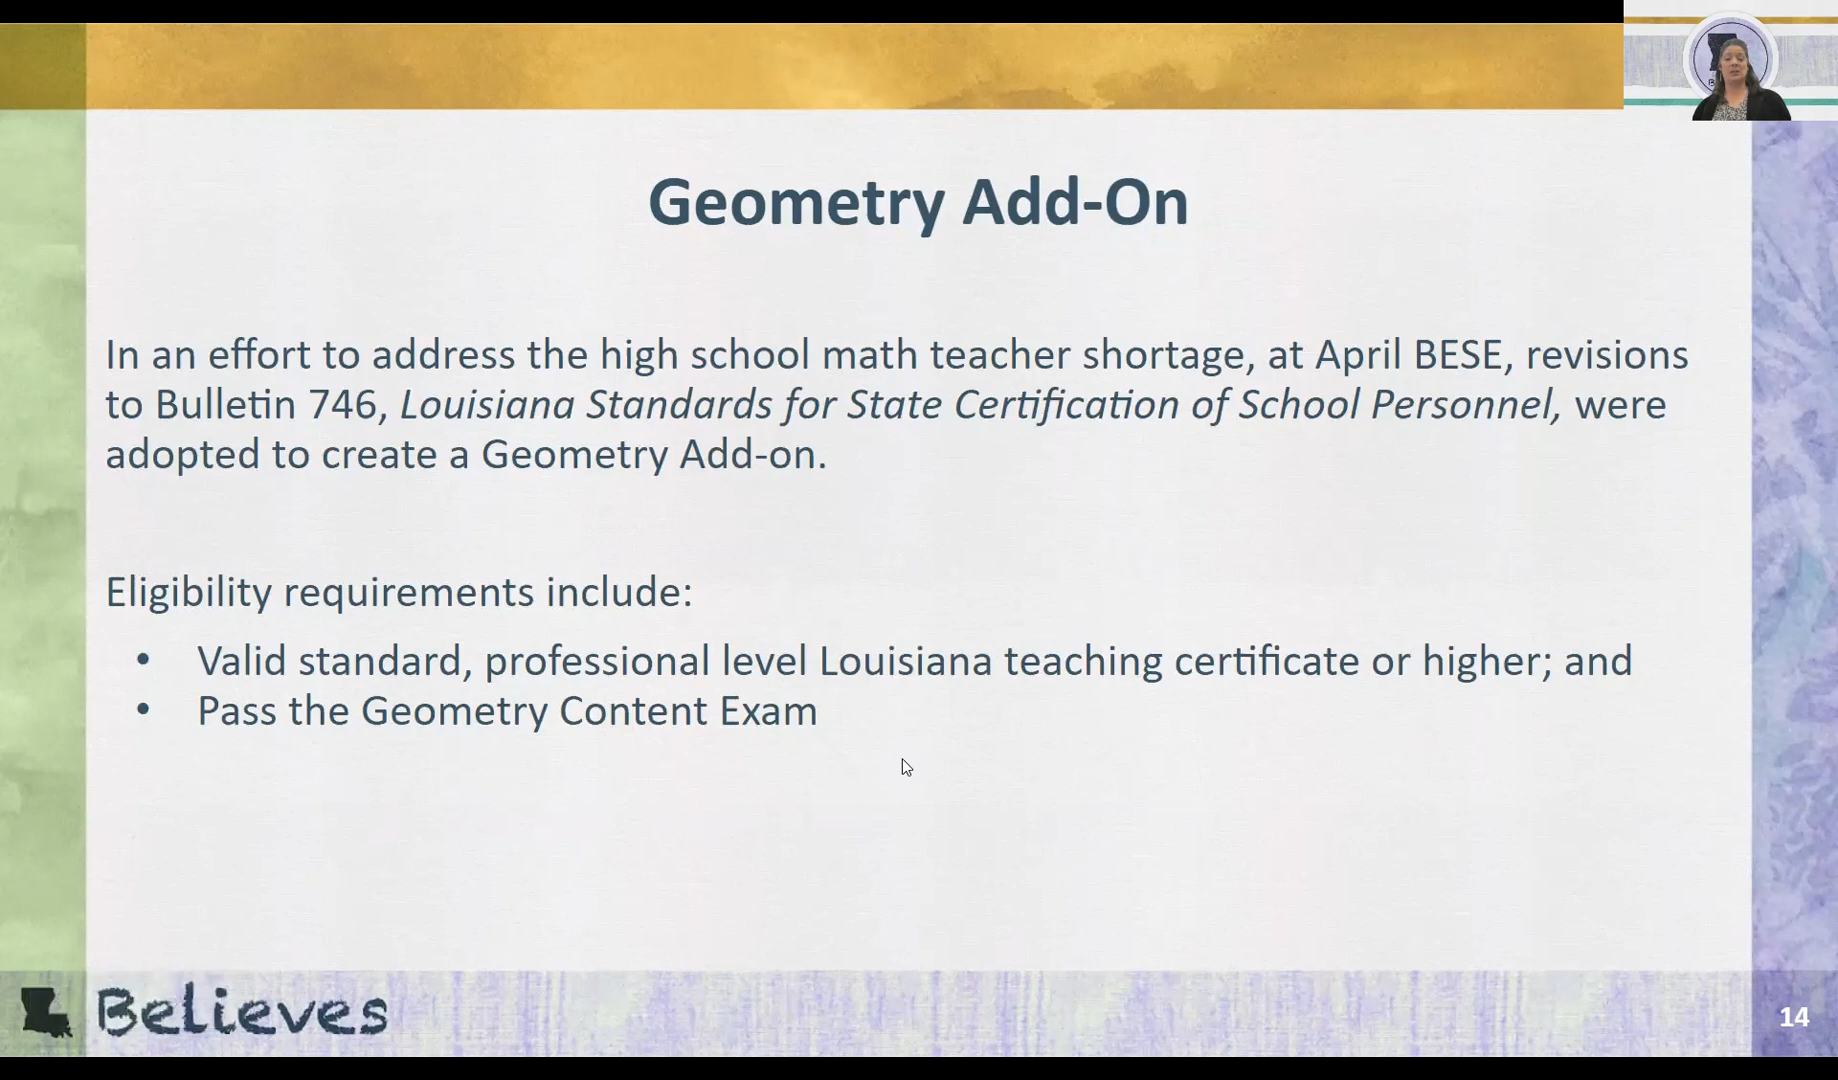 Geometry Add-On
In an effort to address the high school math teacher shortage, at April BESE, revisions
to Bulletin 746, Louisiana Standards for State Certification of School Personnel, were
adopted to create a Geometry Add-on.
Eligibility requirements include:
• Valid standard, professional level Louisiana teaching certificate or higher; and
• Pass the Geometry Content Exam
Believes
14